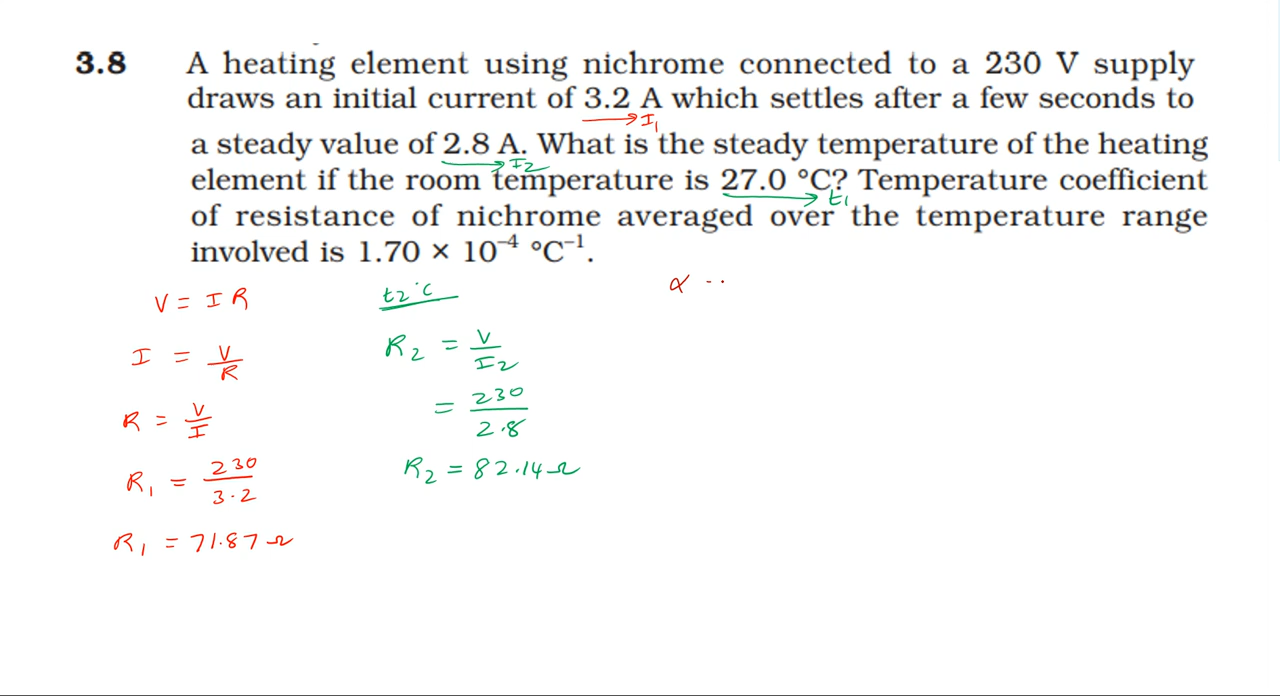 3.8 A heating element using nichrome connected to a 230 V supply
draws an initial current of 3.2 A which settles after a few seconds to
→ I₁
a steady value of 2.8 A. What is the steady temperature of the heating
→ I₂
element if the room temperature is 27.0 °C? Temperature coefficient
→ t₁
of resistance of nichrome averaged over the temperature range
involved is 1.70 × 10⁻⁴ °C⁻¹.
V = I R
I = V/R
R = V/I
R₁ = 230/3.2
R₁ = 71.87 Ω
t₂°C
R₂ = V/I₂
= 230/2.8
R₂ = 82.14 Ω
α ..